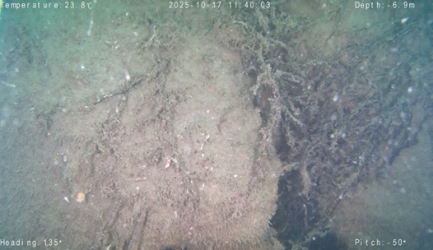 Temperature: 23.8℃ 2025-10-17 11:40:03 Depth: -6.9m
Heading: 135° Pitch: -50°